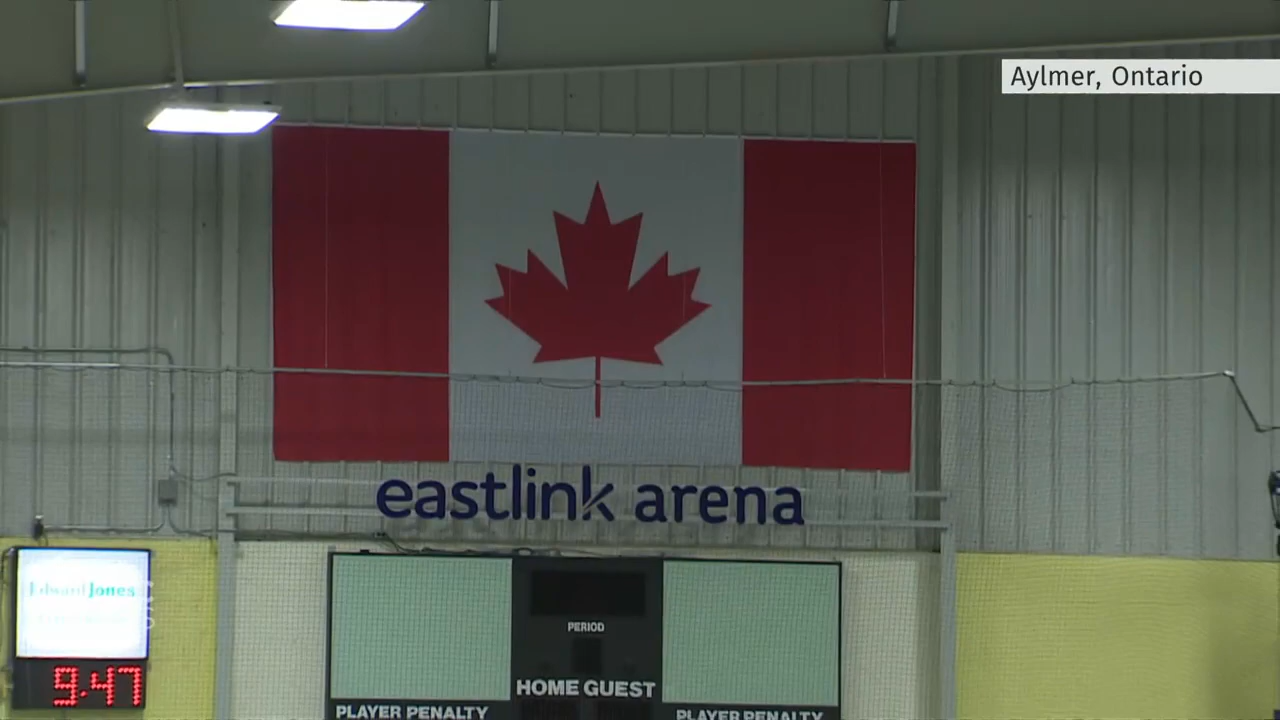 Aylmer, Ontario
eastlink arena
Edward Jones
9:47
PERIOD
HOME GUEST
PLAYER PENALTY
PLAYER PENALTY